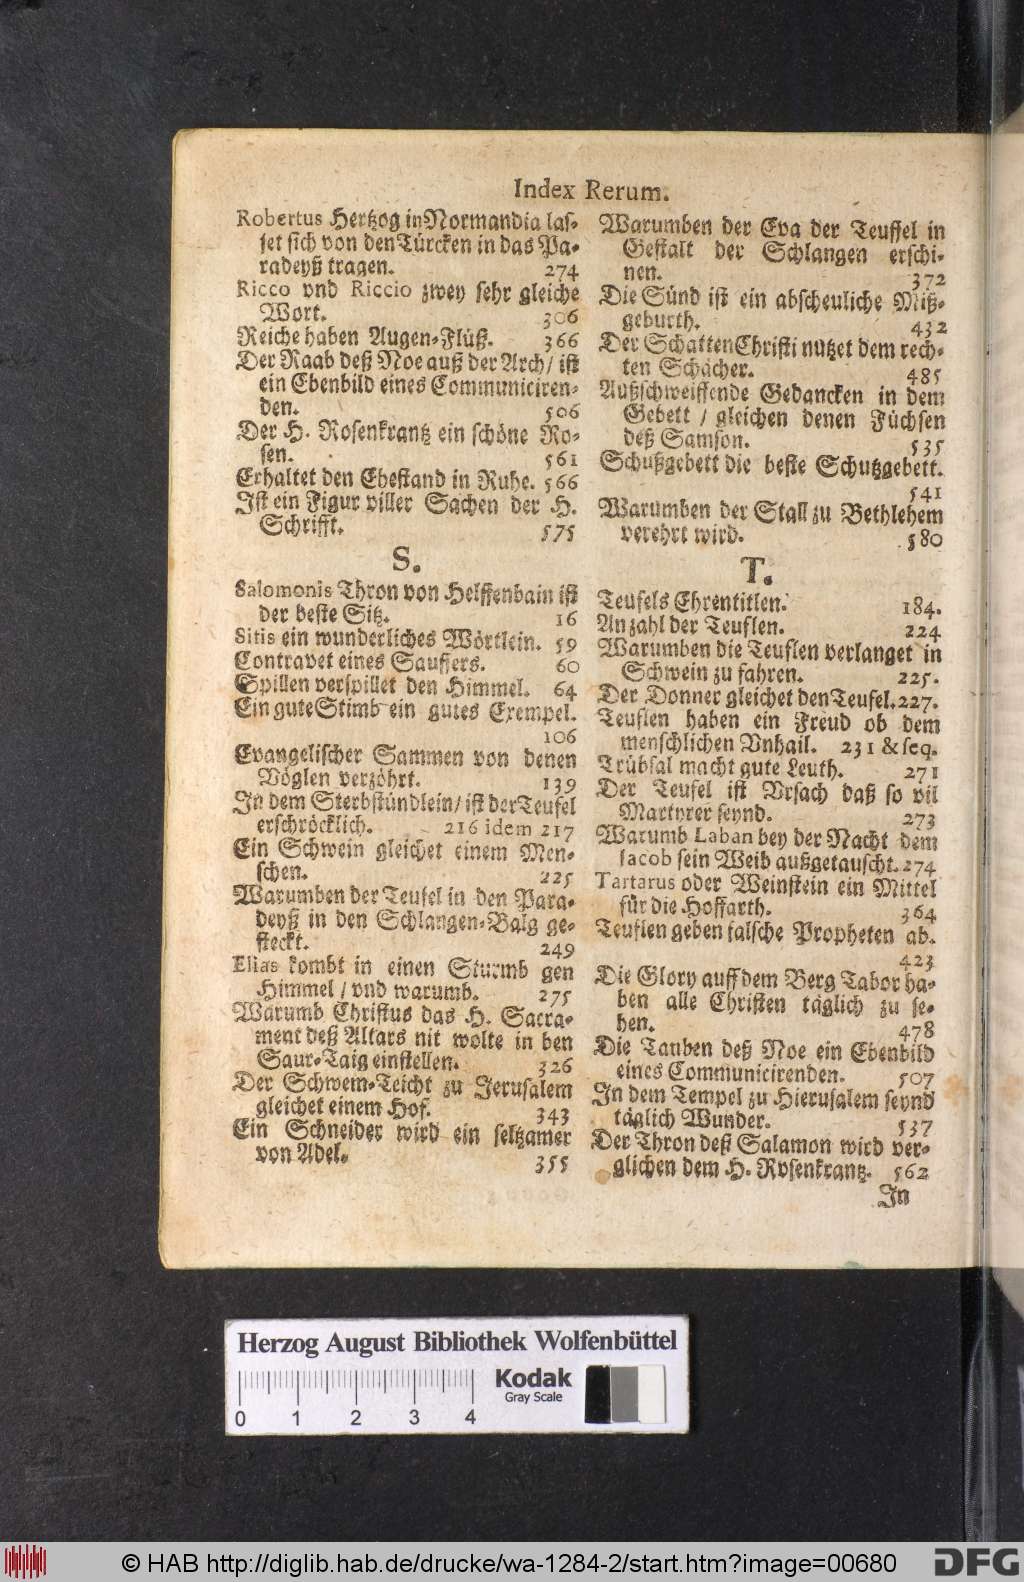 Index Rerum.
Robertus Hertzog in Normandia las-
set sich von den Türcken in das Pa-
radeyß tragen. 274
Ricco vnd Riccio zwey sehr gleiche
Wort. 306
Reiche haben Augen-Flüß. 366
Der Raab deß Noe auß der Arch / ist
ein Ebenbild eines Communiciren-
den. 506
Der H. Rosenkrantz ein schöne Ro-
sen. 561
Erhaltet den Ehestand in Ruhe. 566
Ist ein Figur viller Sachen der H.
Schrifft. 575
S.
Salomonis Thron von Helffenbain ist
der beste Sitz. 16
Sitis ein wunderliches Wörtlein. 59
Contravet eines Sauffers. 60
Spillen verspillet den Himmel. 64
Ein gute Stimb ein gutes Exempel.
106
Evangelischer Sammen von denen
Vöglen verzöhrt. 139
In dem Sterbstündlein / ist der Teufel
erschröcklich. 216 idem 217
Ein Schwein gleichet einem Men-
schen. 225
Warumben der Teufel in den Para-
deyß in den Schlangen-Balg ge-
steckt. 249
Elias kombt in einen Sturmb gen
Himmel / vnd warumb. 275
Warumb Christus das H. Sacra-
ment deß Altars nit wolte in ben
Saur-Taig einstellen. 326
Der Schwem-Teicht zu Jerusalem
gleichet einem Hof. 343
Ein Schneider wird ein seltzamer
von Adel. 355
Warumben der Eva der Teuffel in
Gestalt der Schlangen erschi-
nen. 372
Die Sünd ist ein abscheuliche Miß-
geburth. 432
Der Schatten Christi nutzet dem rech-
ten Schächer. 485
Außschweiffende Gedancken in dem
Gebett / gleichen denen Füchsen
deß Samson. 535
Schußgebett die beste Schutzgebett.
541
Warumben der Stall zu Bethlehem
verehrt wird. 580
T.
Teufels Ehrentitlen. 184.
Anzahl der Teuflen. 224
Warumben die Teuflen verlanget in
Schwein zu fahren. 225.
Der Donner gleichet den Teufel. 227.
Teuflen haben ein Freud ob dem
menschlichen Vnhail. 231 & seq.
Trübsal macht gute Leuth. 271
Der Teufel ist Vrsach daß so vil
Martyrer seynd. 273
Warumb Laban bey der Nacht dem
Iacob sein Weib außgetauscht. 274
Tartarus oder Weinstein ein Mittel
für die Hoffarth. 364
Teuflen geben falsche Propheten ab.
423
Die Glory auff dem Berg Tabor ha-
ben alle Christen täglich zu se-
hen. 478
Die Tauben deß Noe ein Ebenbild
eines Communicirenden. 507
In dem Tempel zu Hierusalem seynd
täglich Wunder. 537
Der Thron deß Salamon wird ver-
glichen dem H. Rosenkrantz. 562
In
Herzog August Bibliothek Wolfenbüttel
Kodak
Gray Scale
0 1 2 3 4
© HAB http://diglib.hab.de/drucke/wa-1284-2/start.htm?image=00680
DFG